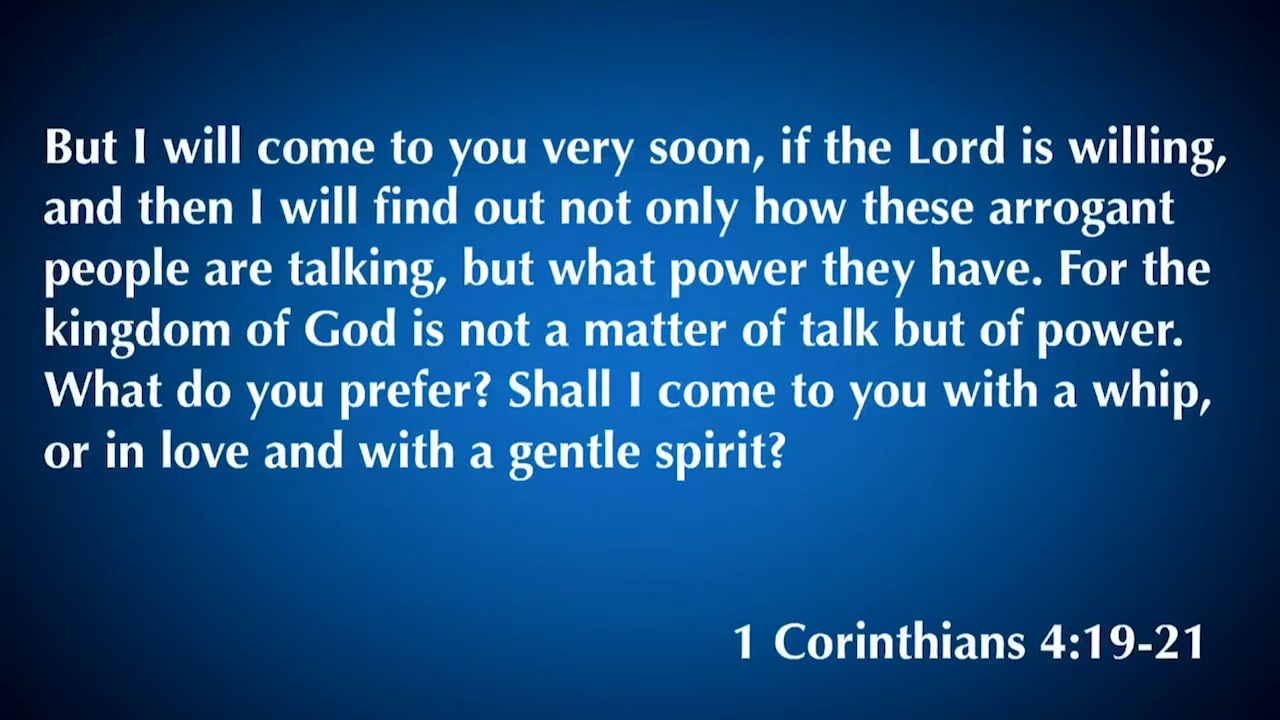 But I will come to you very soon, if the Lord is willing,
and then I will find out not only how these arrogant
people are talking, but what power they have. For the
kingdom of God is not a matter of talk but of power.
What do you prefer? Shall I come to you with a whip,
or in love and with a gentle spirit?
1 Corinthians 4:19-21